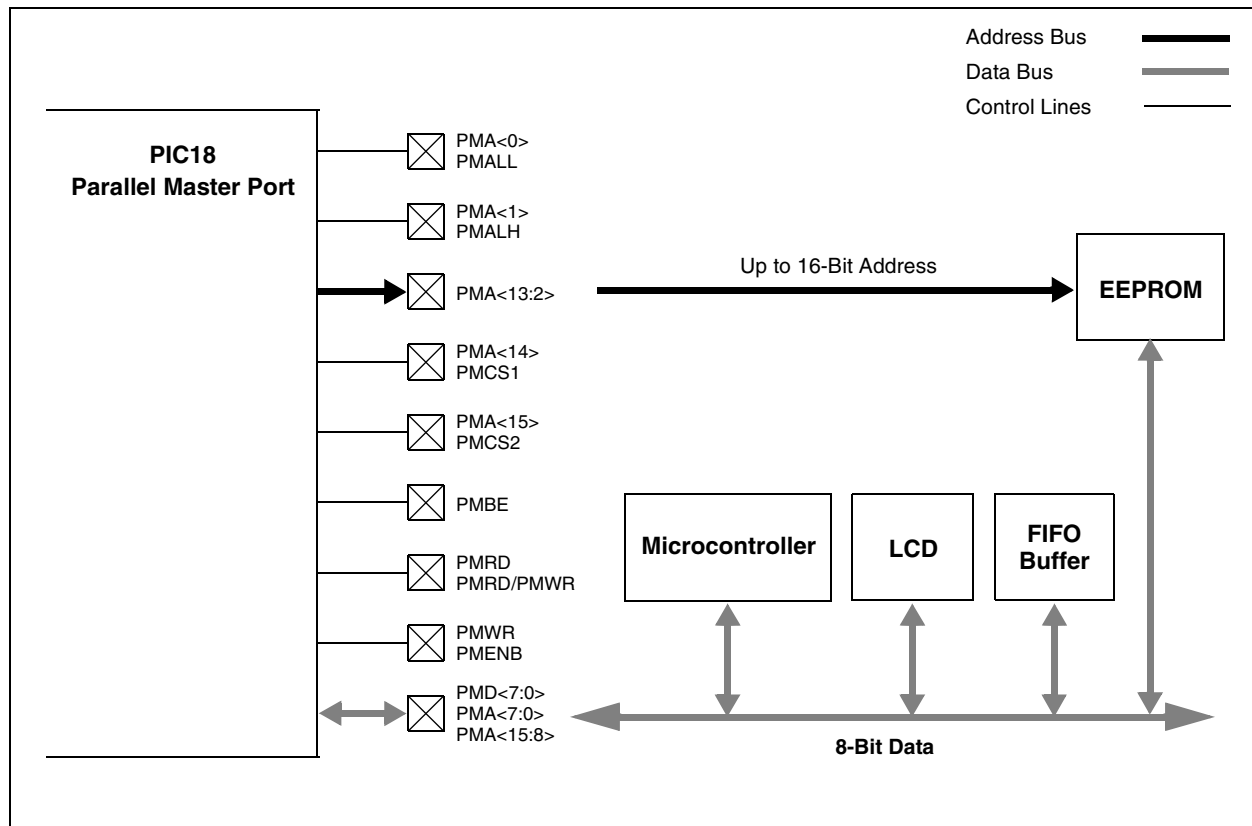 Address Bus
Data Bus
Control Lines
PIC18
Parallel Master Port
PMA<0>
PMALL
PMA<1>
PMALH
PMA<13:2>
Up to 16-Bit Address
EEPROM
PMA<14>
PMCS1
PMA<15>
PMCS2
PMBE
Microcontroller
LCD
FIFO
Buffer
PMRD
PMRD/PMWR
PMWR
PMENB
PMD<7:0>
PMA<7:0>
PMA<15:8>
8-Bit Data